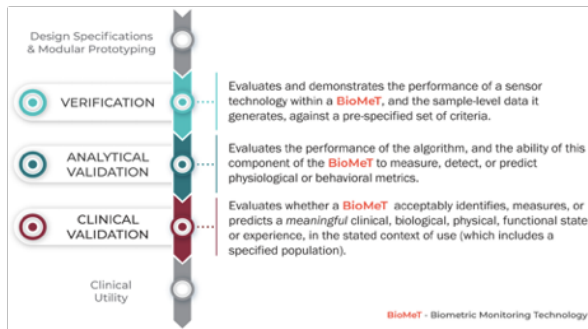 Design Specifications
& Modular Prototyping
VERIFICATION
Evaluates and demonstrates the performance of a sensor
technology within a BioMeT, and the sample-level data it
generates, against a pre-specified set of criteria.
ANALYTICAL
VALIDATION
Evaluates the performance of the algorithm, and the ability of this
component of the BioMeT to measure, detect, or predict
physiological or behavioral metrics.
CLINICAL
VALIDATION
Evaluates whether a BioMeT acceptably identifies, measures, or
predicts a meaningful clinical, biological, physical, functional state
or experience, in the stated context of use (which includes a
specified population).
Clinical
Utility
BioMeT - Biometric Monitoring Technology